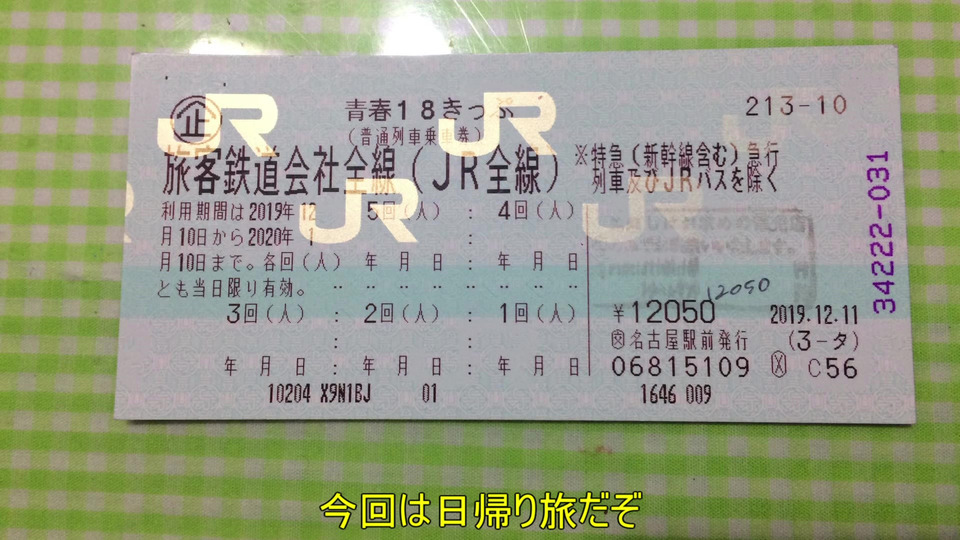 企 青春18きっぷ 213-10
(普通列車乗車券)
旅客鉄道会社全線(JR全線) ※特急(新幹線含む)急行
列車及びJRバスを除く
利用期間は2019年12
月10日から2020年 1
月10日まで。各回(人)
とも当日限り有効。
5回(人) : 4回(人)
:
年 月 日 : 年 月 日
3回(人) : 2回(人) : 1回(人)
: :
年 月 日 : 年 月 日 : 年 月 日
12050
¥12050 2019.12.11
名古屋駅前発行 (3-タ)
06815109 C56
10204 X9N1BJ 01 1646 009
34222-031
JR
JR
JR
JR
今回は日帰り旅だぞ